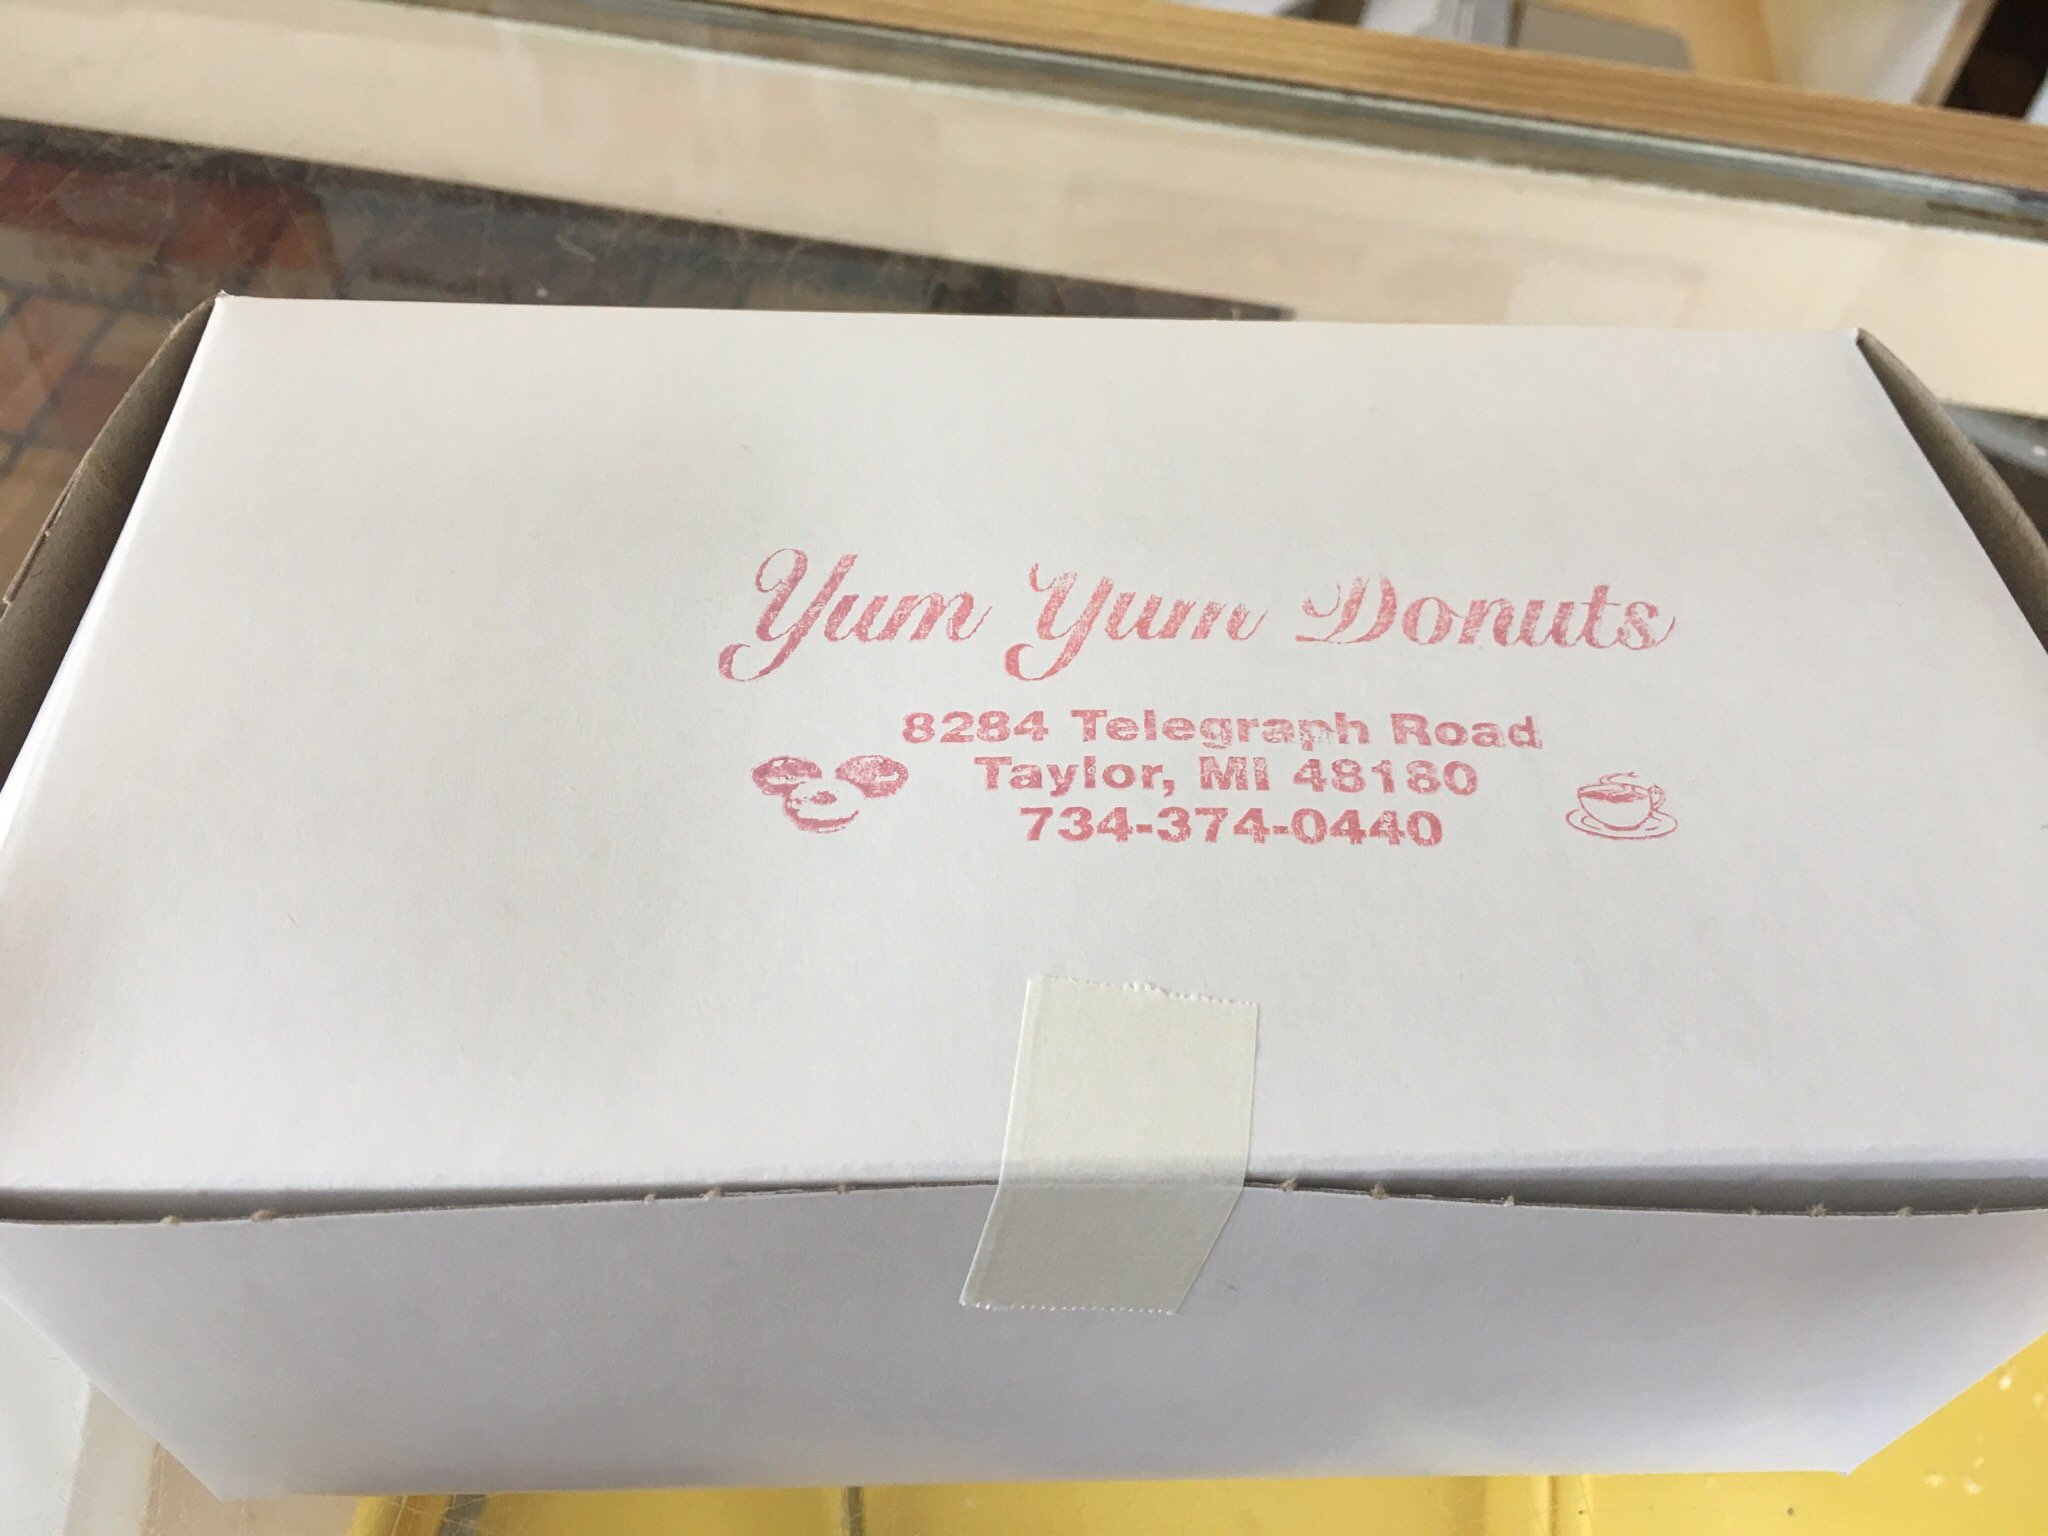 Yum Yum Donuts
8284 Telegraph Road
Taylor, MI 48180
734-374-0440